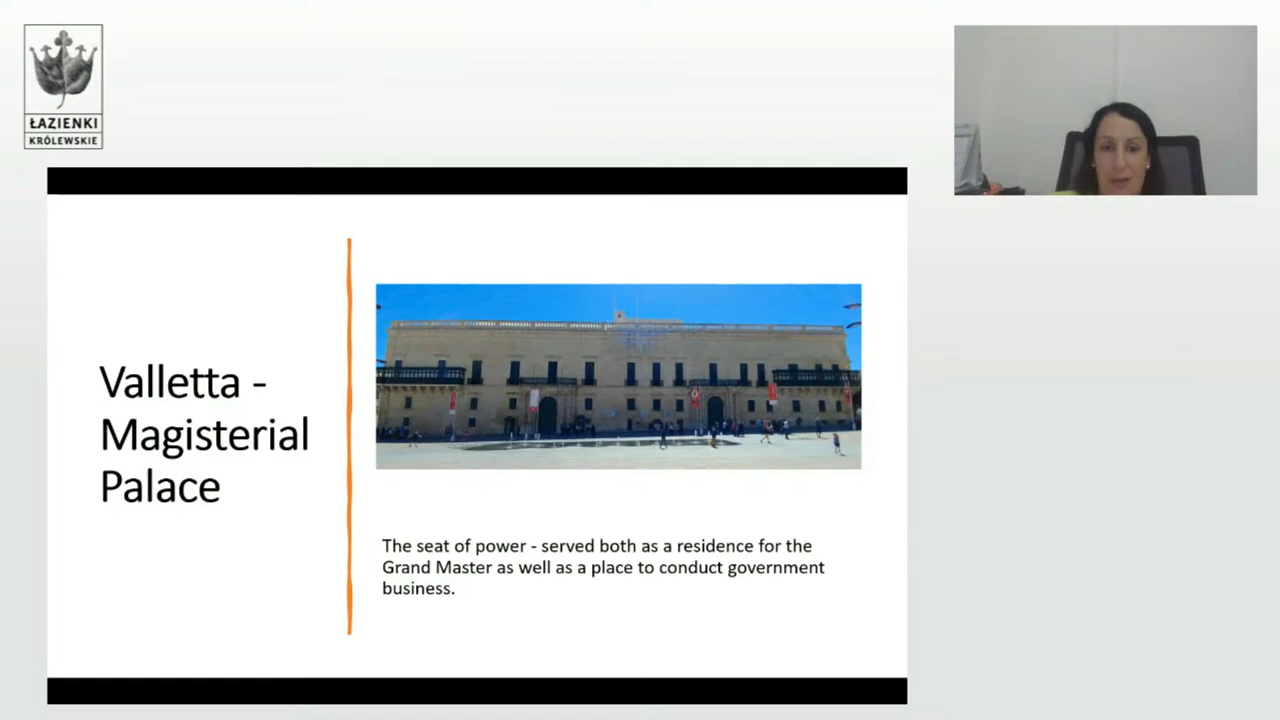 ŁAZIENKI
KRÓLEWSKIE
Valletta -
Magisterial
Palace
The seat of power - served both as a residence for the
Grand Master as well as a place to conduct government
business.